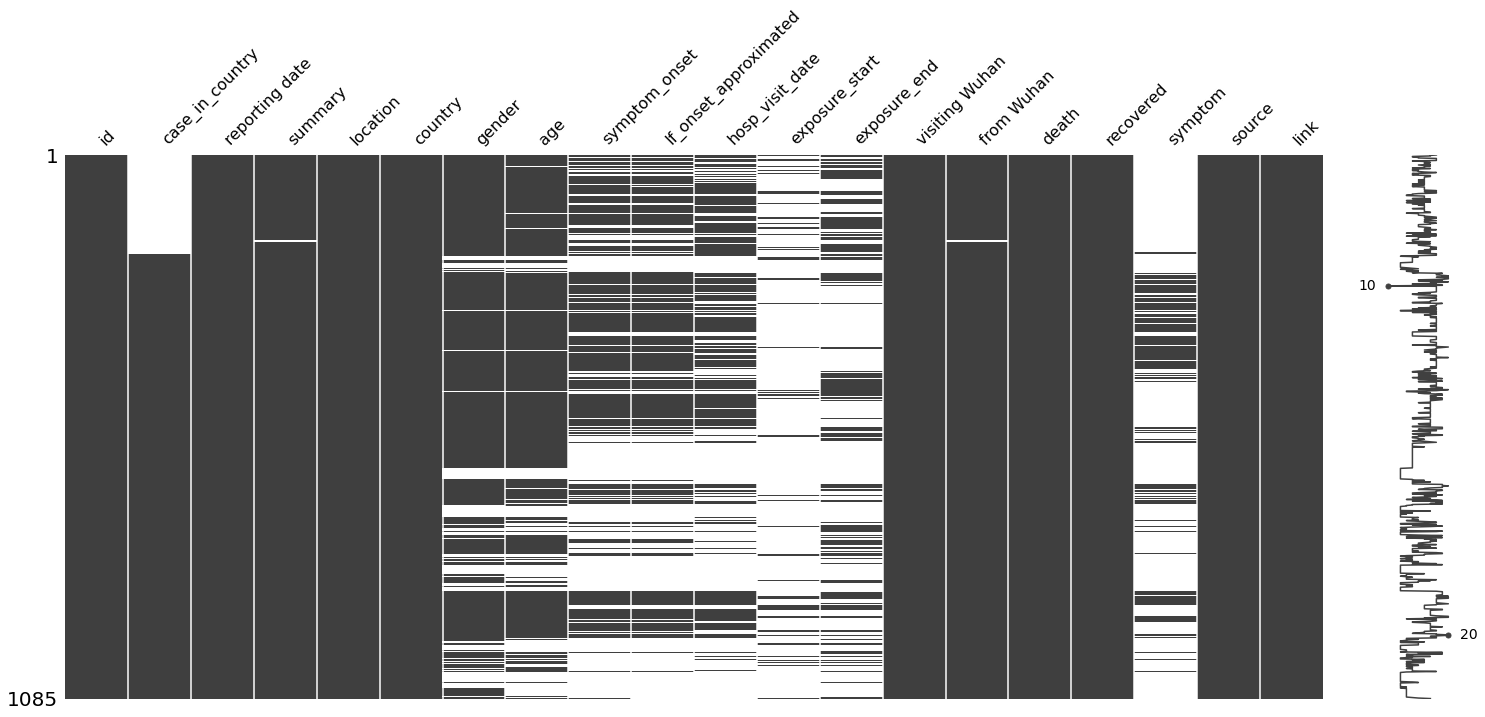 id
case_in_country
reporting date
summary
location
country
gender
age
symptom_onset
If_onset_approximated
hosp_visit_date
exposure_start
exposure_end
visiting Wuhan
from Wuhan
death
recovered
symptom
source
link
1
10
20
1085